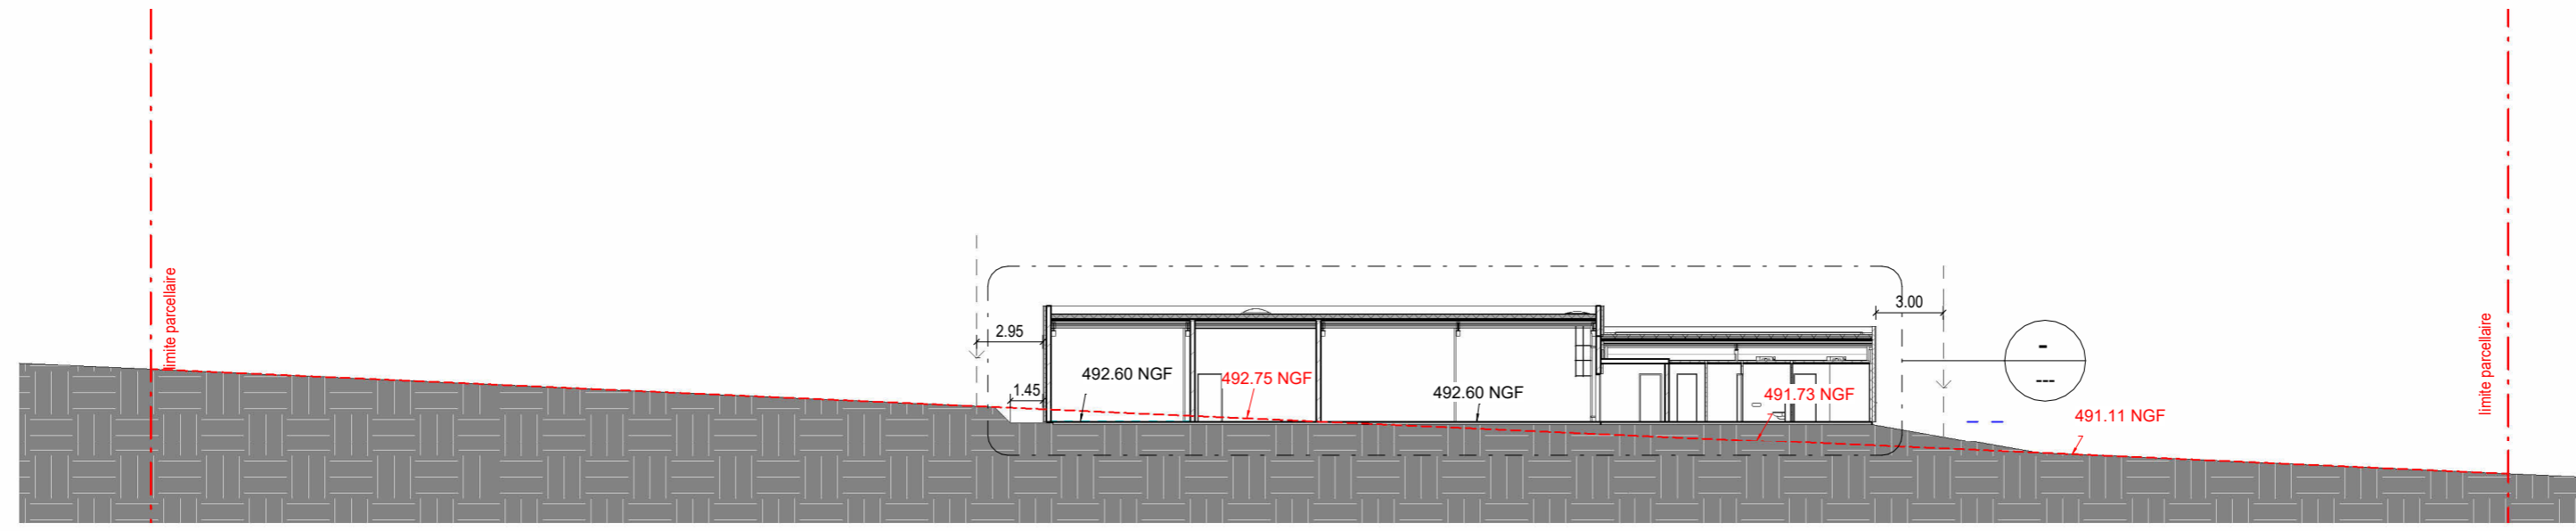 limite parcellaire
2.95
1.45
492.60 NGF
492.75 NGF
492.60 NGF
491.73 NGF
3.00
-
---
491.11 NGF
limite parcellaire